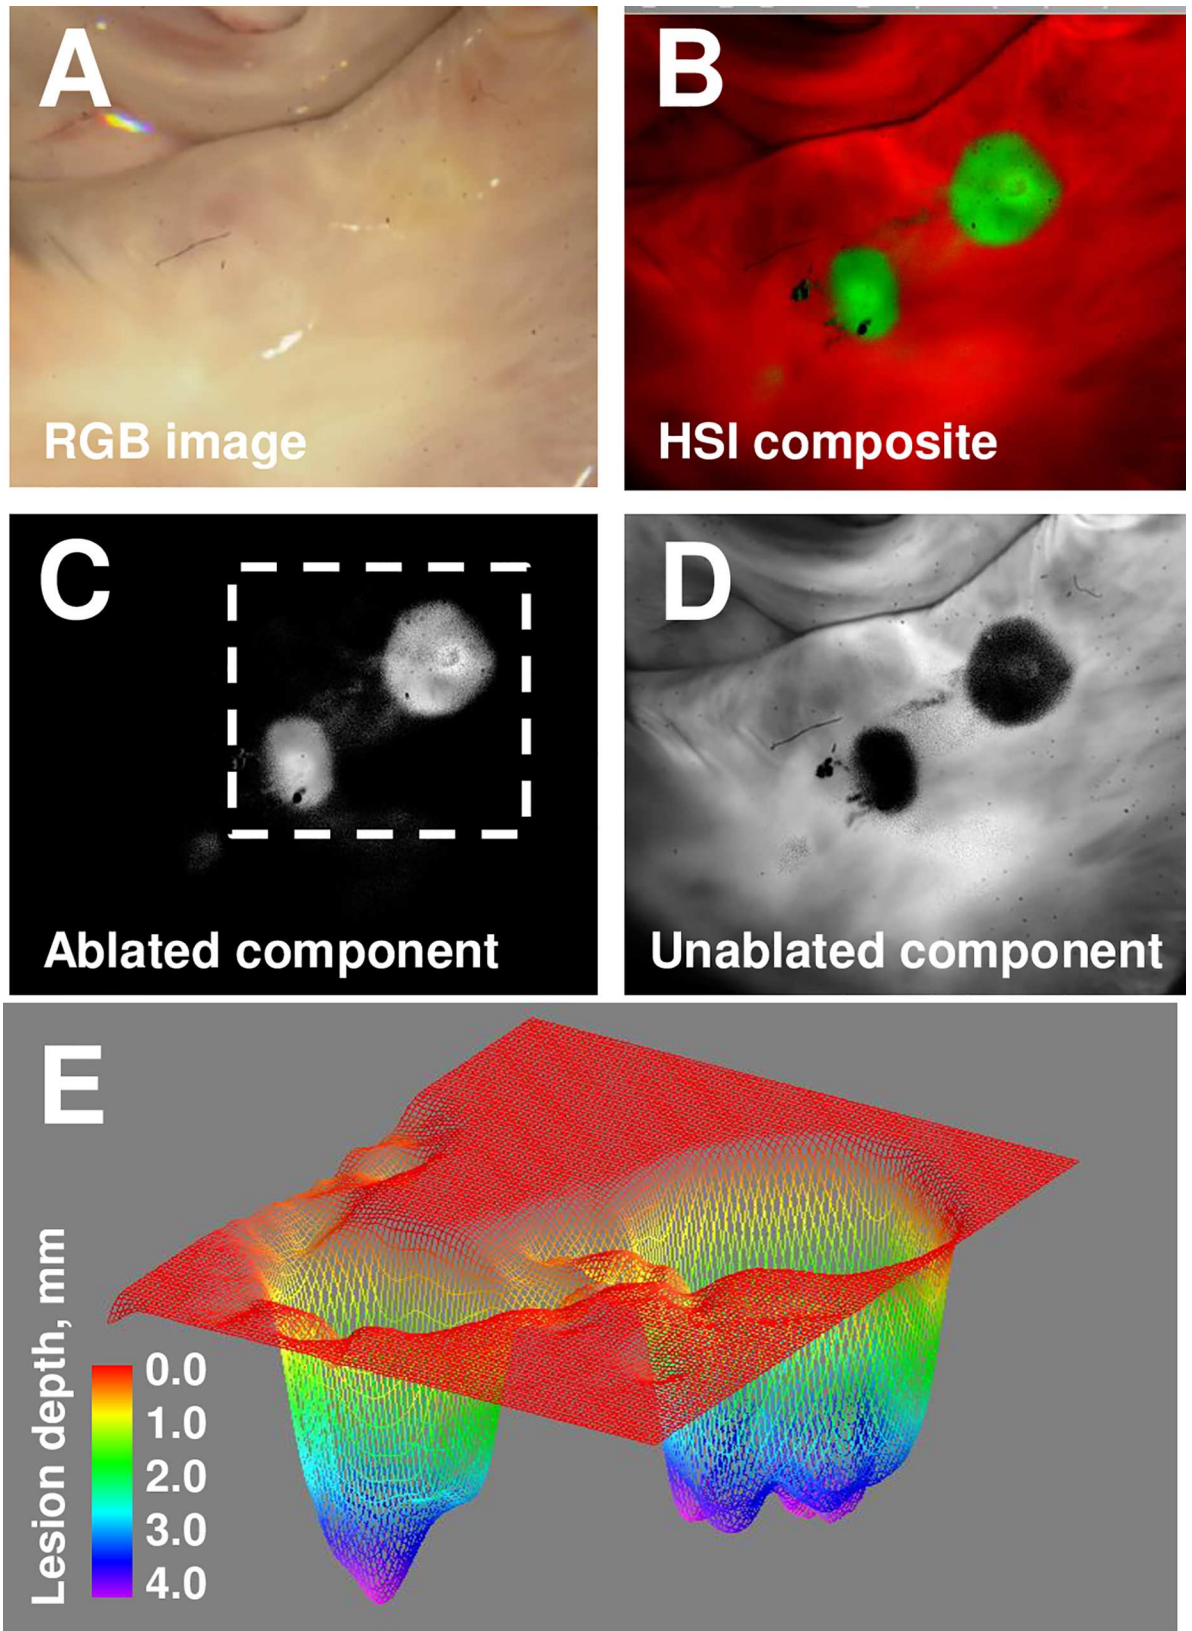 A
RGB image
B
HSI composite
C
Ablated component
D
Unablated component
E
Lesion depth, mm
0.0
1.0
2.0
3.0
4.0